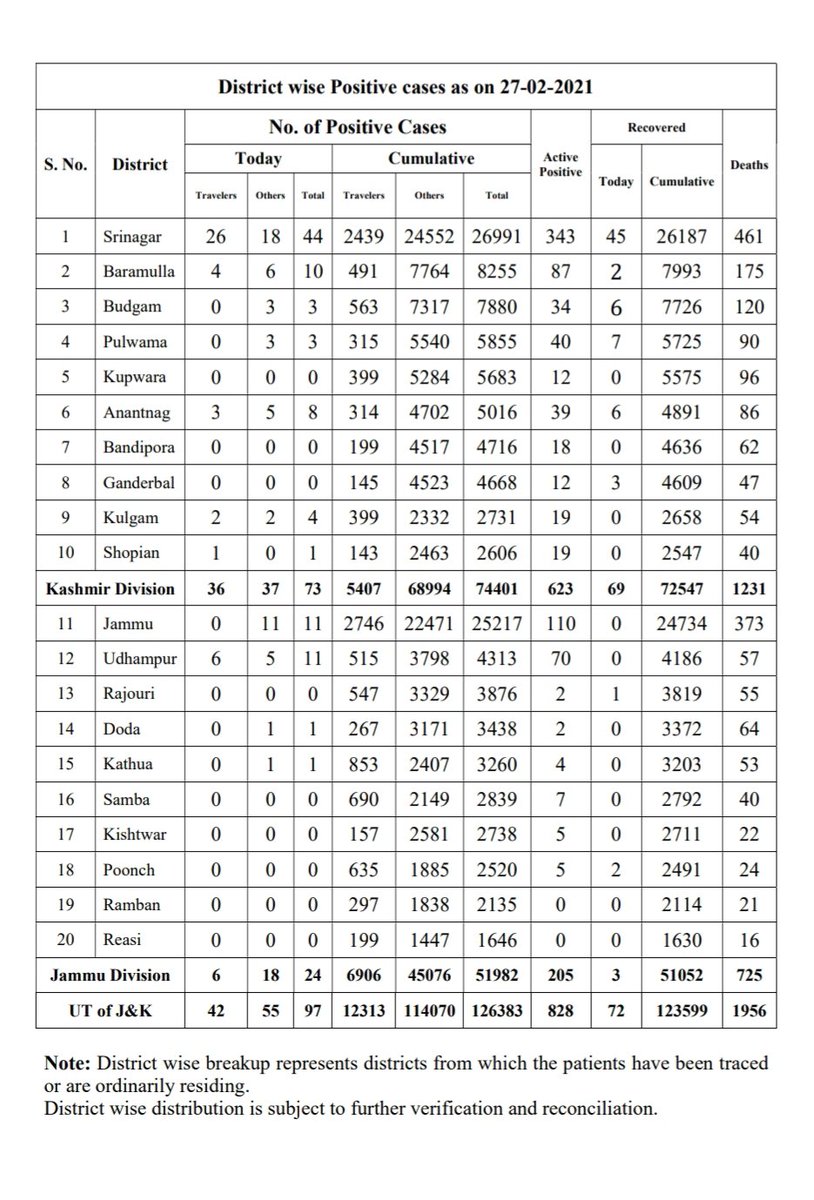 District wise Positive cases as on 27-02-2021
S. No. District No. of Positive Cases Active Positive Recovered Deaths
Today Cumulative Today Cumulative
Travelers Others Total Travelers Others Total
1 Srinagar 26 18 44 2439 24552 26991 343 45 26187 461
2 Baramulla 4 6 10 491 7764 8255 87 2 7993 175
3 Budgam 0 3 3 563 7317 7880 34 6 7726 120
4 Pulwama 0 3 3 315 5540 5855 40 7 5725 90
5 Kupwara 0 0 0 399 5284 5683 12 0 5575 96
6 Anantnag 3 5 8 314 4702 5016 39 6 4891 86
7 Bandipora 0 0 0 199 4517 4716 18 0 4636 62
8 Ganderbal 0 0 0 145 4523 4668 12 3 4609 47
9 Kulgam 2 2 4 399 2332 2731 19 0 2658 54
10 Shopian 1 0 1 143 2463 2606 19 0 2547 40
Kashmir Division 36 37 73 5407 68994 74401 623 69 72547 1231
11 Jammu 0 11 11 2746 22471 25217 110 0 24734 373
12 Udhampur 6 5 11 515 3798 4313 70 0 4186 57
13 Rajouri 0 0 0 547 3329 3876 2 1 3819 55
14 Doda 0 1 1 267 3171 3438 2 0 3372 64
15 Kathua 0 1 1 853 2407 3260 4 0 3203 53
16 Samba 0 0 0 690 2149 2839 7 0 2792 40
17 Kishtwar 0 0 0 157 2581 2738 5 0 2711 22
18 Poonch 0 0 0 635 1885 2520 5 2 2491 24
19 Ramban 0 0 0 297 1838 2135 0 0 2114 21
20 Reasi 0 0 0 199 1447 1646 0 0 1630 16
Jammu Division 6 18 24 6906 45076 51982 205 3 51052 725
UT of J&K 42 55 97 12313 114070 126383 828 72 123599 1956
Note: District wise breakup represents districts from which the patients have been traced
or are ordinarily residing.
District wise distribution is subject to further verification and reconciliation.